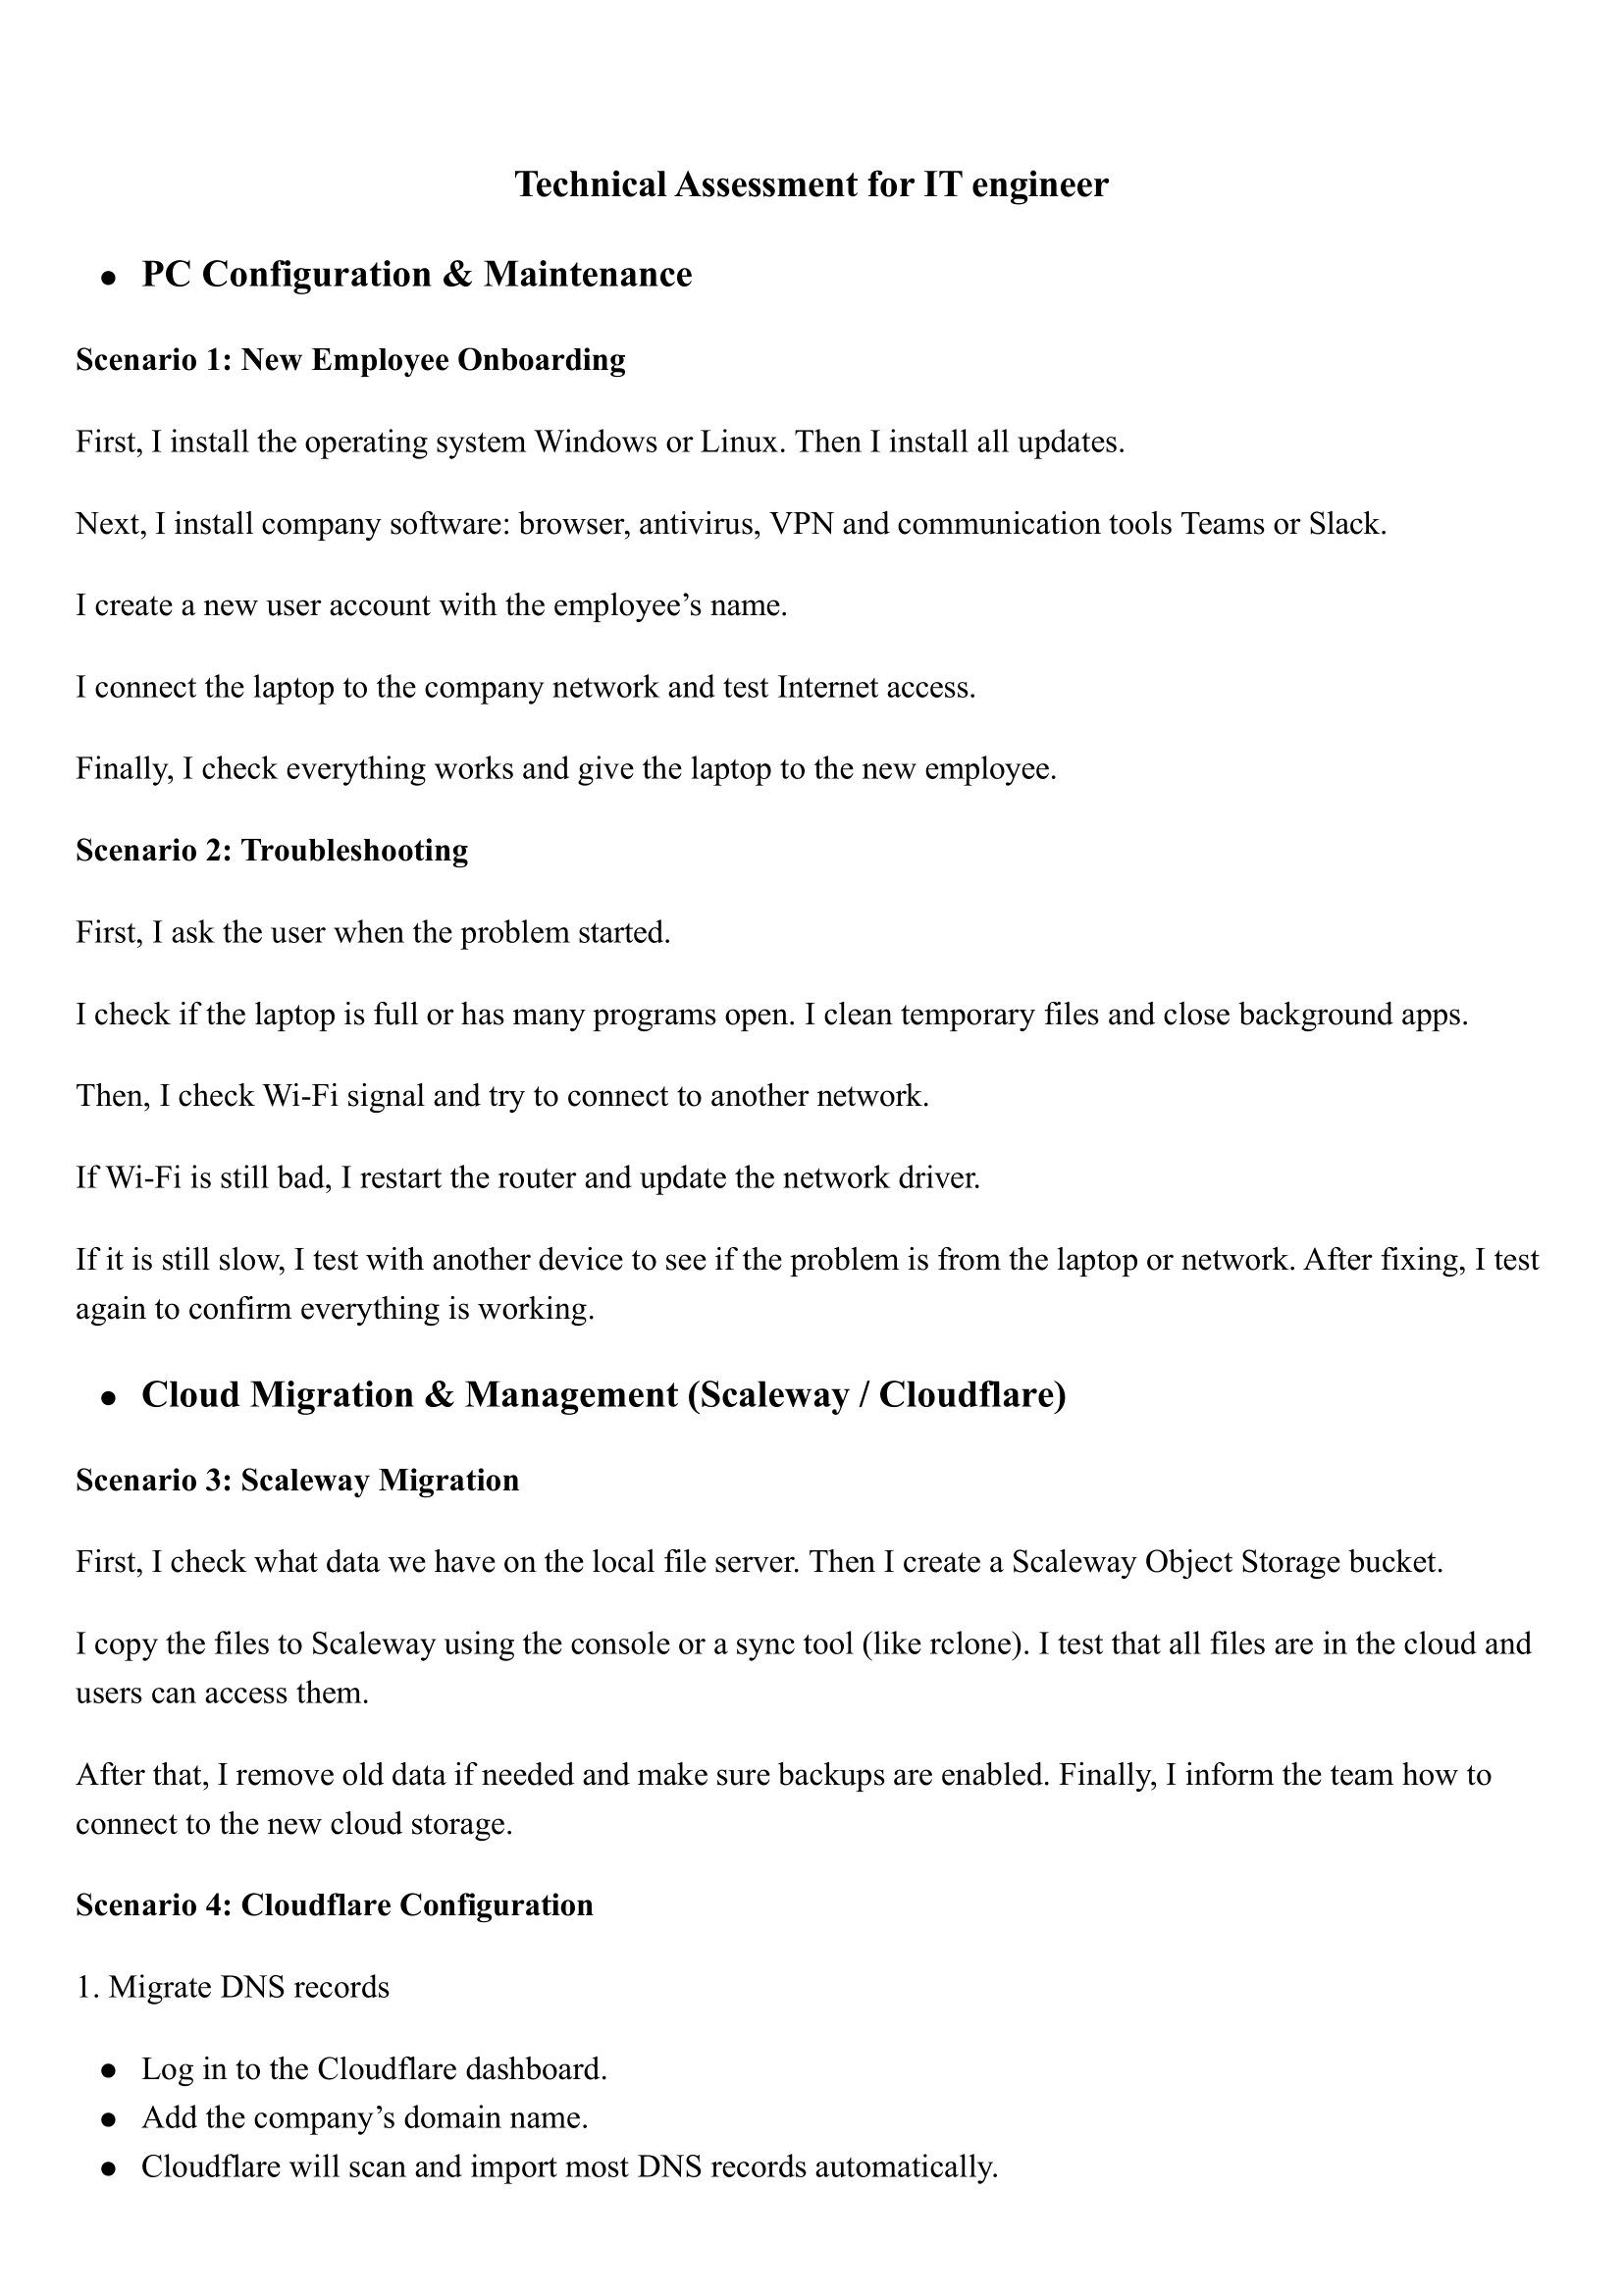 Technical Assessment for IT engineer
● PC Configuration & Maintenance
Scenario 1: New Employee Onboarding
First, I install the operating system Windows or Linux. Then I install all updates.
Next, I install company software: browser, antivirus, VPN and communication tools Teams or Slack.
I create a new user account with the employee’s name.
I connect the laptop to the company network and test Internet access.
Finally, I check everything works and give the laptop to the new employee.
Scenario 2: Troubleshooting
First, I ask the user when the problem started.
I check if the laptop is full or has many programs open. I clean temporary files and close background apps.
Then, I check Wi-Fi signal and try to connect to another network.
If Wi-Fi is still bad, I restart the router and update the network driver.
If it is still slow, I test with another device to see if the problem is from the laptop or network. After fixing, I test
again to confirm everything is working.
● Cloud Migration & Management (Scaleway / Cloudflare)
Scenario 3: Scaleway Migration
First, I check what data we have on the local file server. Then I create a Scaleway Object Storage bucket.
I copy the files to Scaleway using the console or a sync tool (like rclone). I test that all files are in the cloud and
users can access them.
After that, I remove old data if needed and make sure backups are enabled. Finally, I inform the team how to
connect to the new cloud storage.
Scenario 4: Cloudflare Configuration
1. Migrate DNS records
● Log in to the Cloudflare dashboard.
● Add the company’s domain name.
● Cloudflare will scan and import most DNS records automatically.